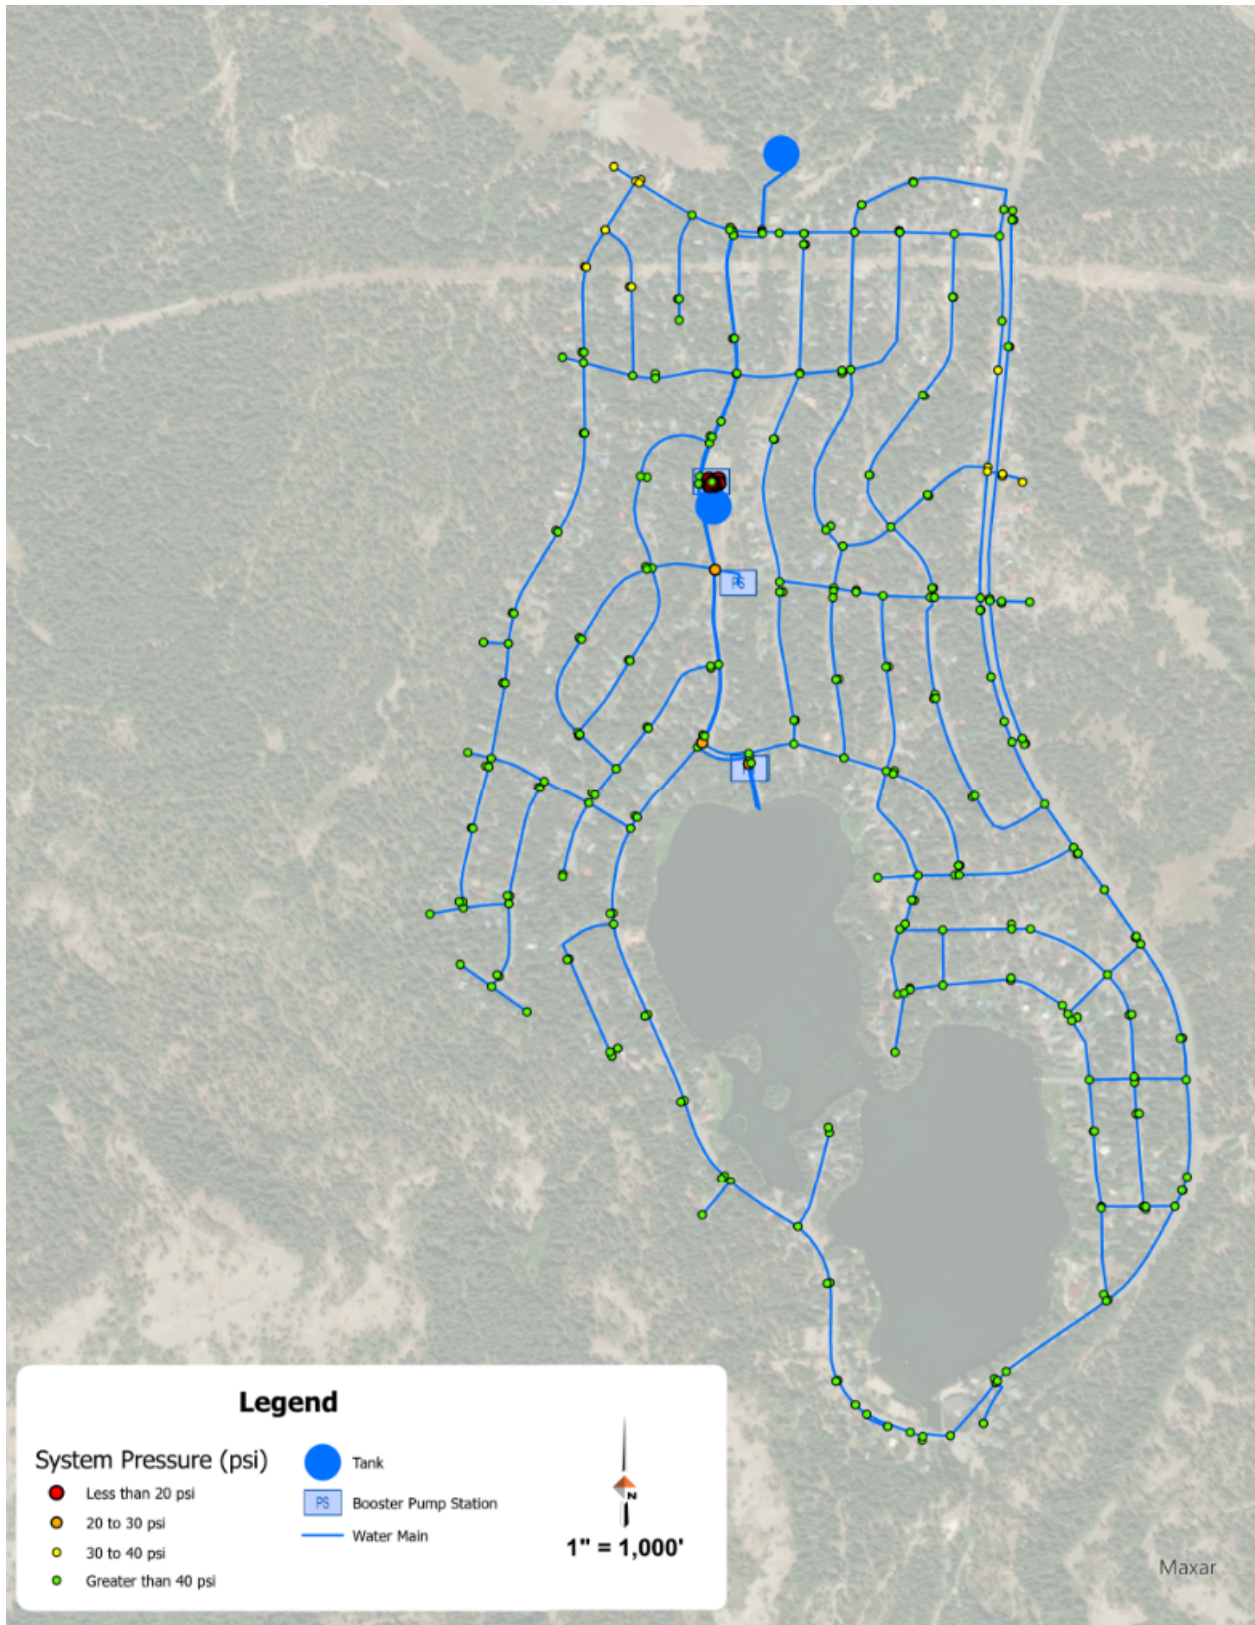 PS
Legend
System Pressure (psi)
Less than 20 psi
20 to 30 psi
30 to 40 psi
Greater than 40 psi
Tank
PS Booster Pump Station
Water Main
N
1" = 1,000'
Maxar